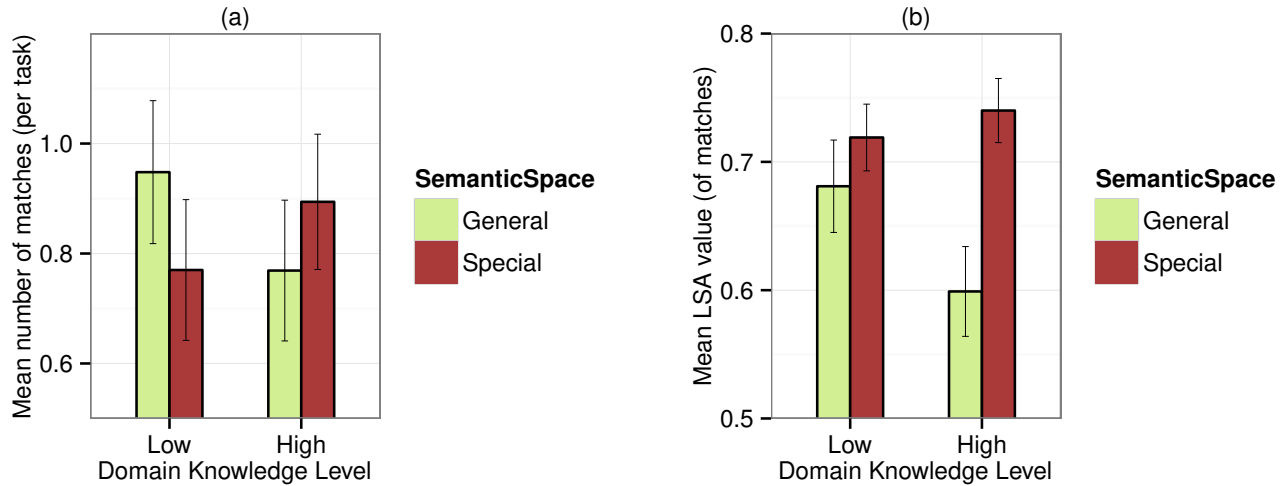 (a)
Mean number of matches (per task)
1.0
0.8
0.6
Low
High
Domain Knowledge Level
SemanticSpace
General
Special
(b)
Mean LSA value (of matches)
0.8
0.7
0.6
0.5
Low
High
Domain Knowledge Level
SemanticSpace
General
Special